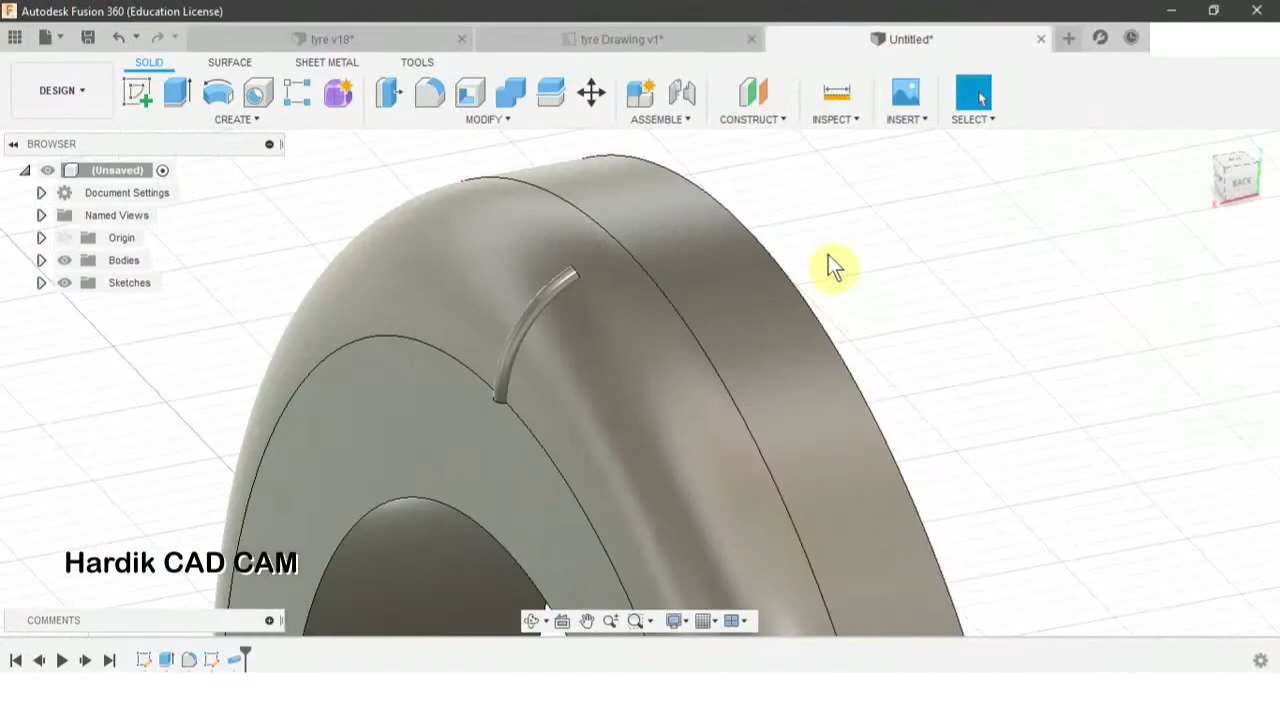 Autodesk Fusion 360 (Education License)
tyre v18*
tyre Drawing v1*
Untitled*
SOLID
SURFACE
SHEET METAL
TOOLS
DESIGN
CREATE
MODIFY
ASSEMBLE
CONSTRUCT
INSPECT
INSERT
SELECT
BROWSER
(Unsaved)
Document Settings
Named Views
Origin
Bodies
Sketches
BACK
Hardik CAD CAM
COMMENTS